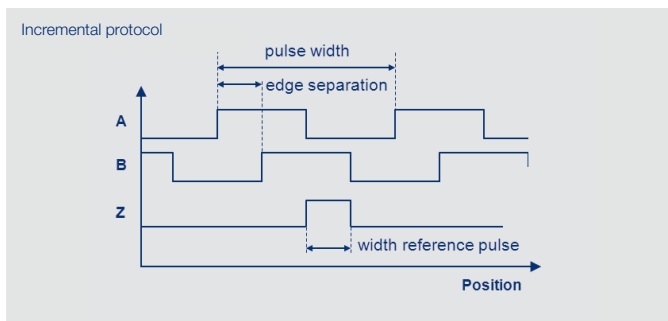 Incremental protocol
pulse width
edge separation
A
B
Z
width reference pulse
Position